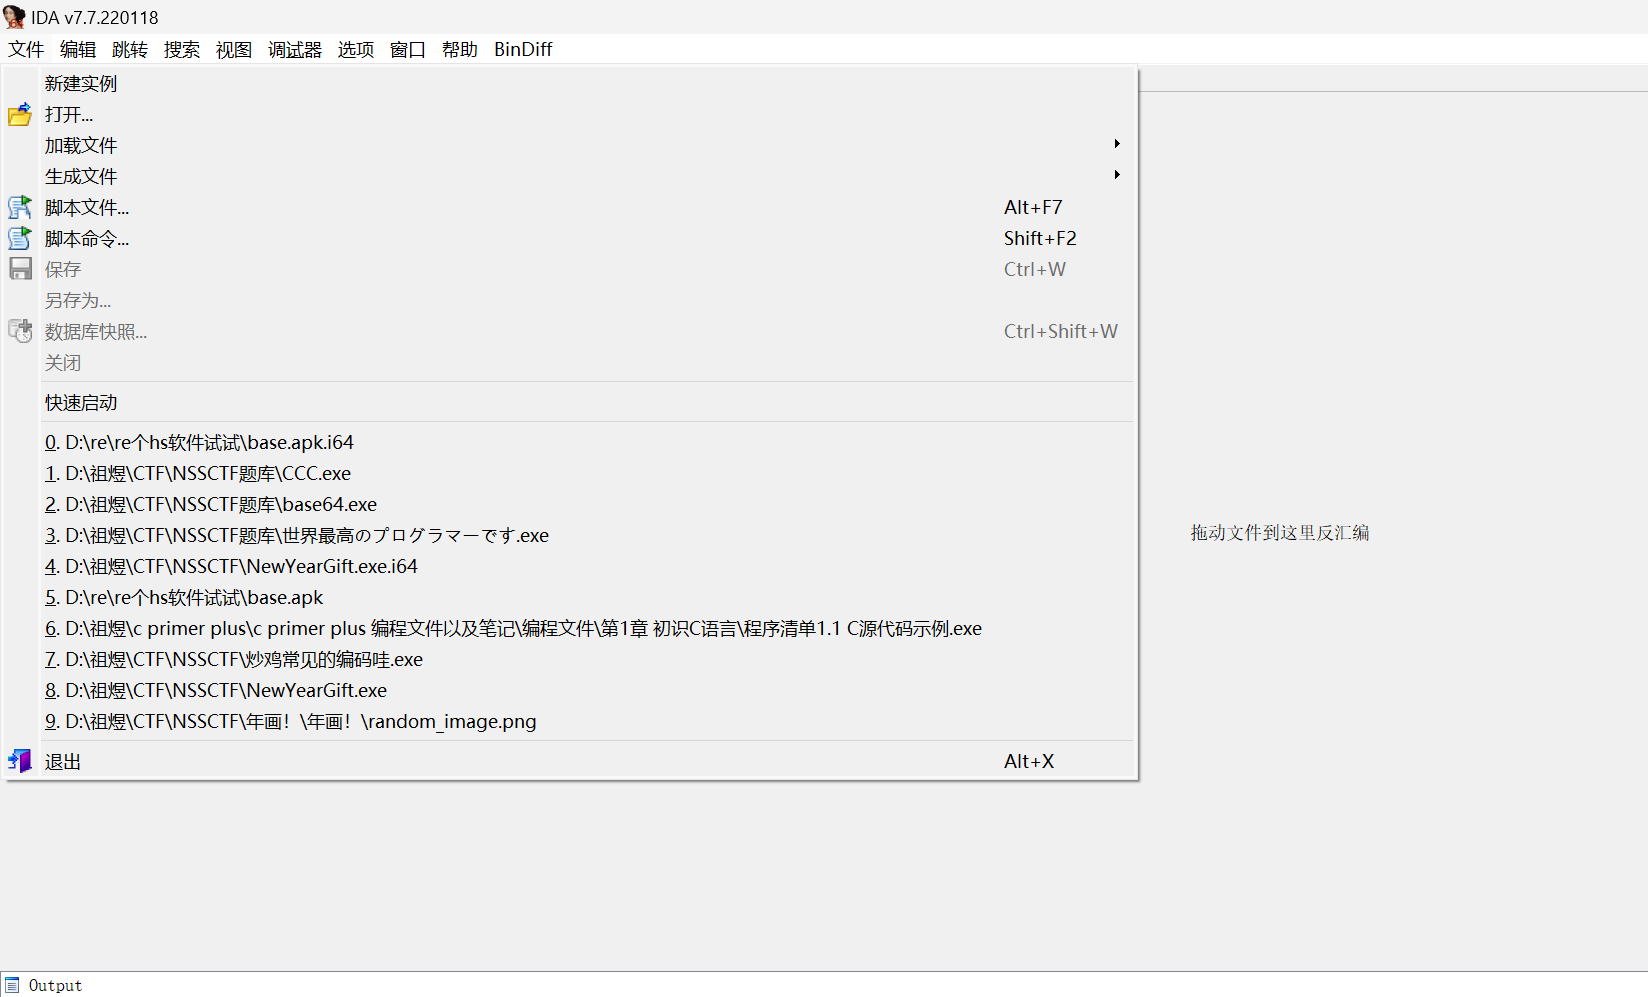 IDA v7.7.220118
文件 编辑 跳转 搜索 视图 调试器 选项 窗口 帮助 BinDiff
新建实例
打开...
加载文件
生成文件
脚本文件... Alt+F7
脚本命令... Shift+F2
保存 Ctrl+W
另存为...
数据库快照... Ctrl+Shift+W
关闭
快速启动
0. D:\re\re个hs软件试试\base.apk.i64
1. D:\祖煜\CTF\NSSCTF题库\CCC.exe
2. D:\祖煜\CTF\NSSCTF题库\base64.exe
3. D:\祖煜\CTF\NSSCTF题库\世界最高のプログラマーです.exe
4. D:\祖煜\CTF\NSSCTF\NewYearGift.exe.i64
5. D:\re\re个hs软件试试\base.apk
6. D:\祖煜\c primer plus\c primer plus 编程文件以及笔记\编程文件\第1章 初识C语言\程序清单1.1 C源代码示例.exe
7. D:\祖煜\CTF\NSSCTF\炒鸡常见的编码哇.exe
8. D:\祖煜\CTF\NSSCTF\NewYearGift.exe
9. D:\祖煜\CTF\NSSCTF\年画！\年画！\random_image.png
退出 Alt+X
拖动文件到这里反汇编
Output